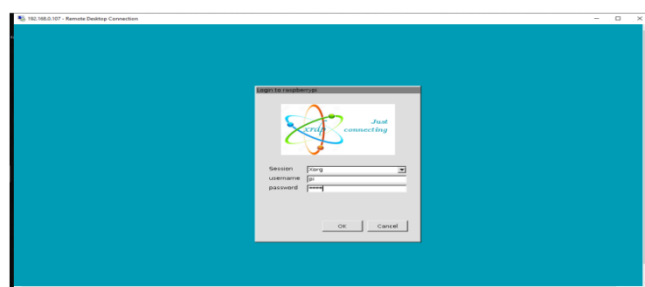 192.168.0.107 - Remote Desktop Connection
Login to raspberrypi
Just
xrdp connecting
Session Xorg
username pi
password ****
OK Cancel